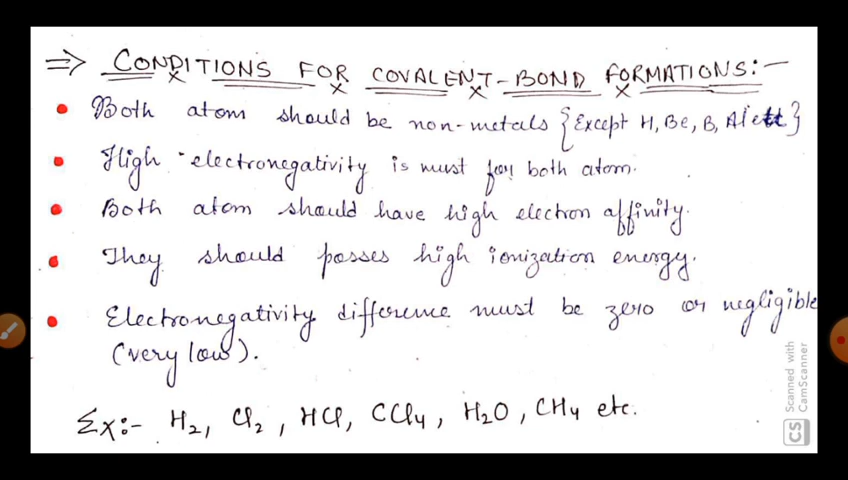 ⇒ CONDITIONS FOR COVALENT-BOND FORMATIONS:-
• Both atom should be non-metals {Except H, Be, B, Al ett}
• High electronegativity is must for both atom.
• Both atom should have high electron affinity.
• They should posses high ionization energy.
• Electronegativity difference must be zero or negligible
(very low).
Ex:- H2, Cl2, HCl, CCl4, H2O, CH4 etc.
CS Scanned with
CamScanner